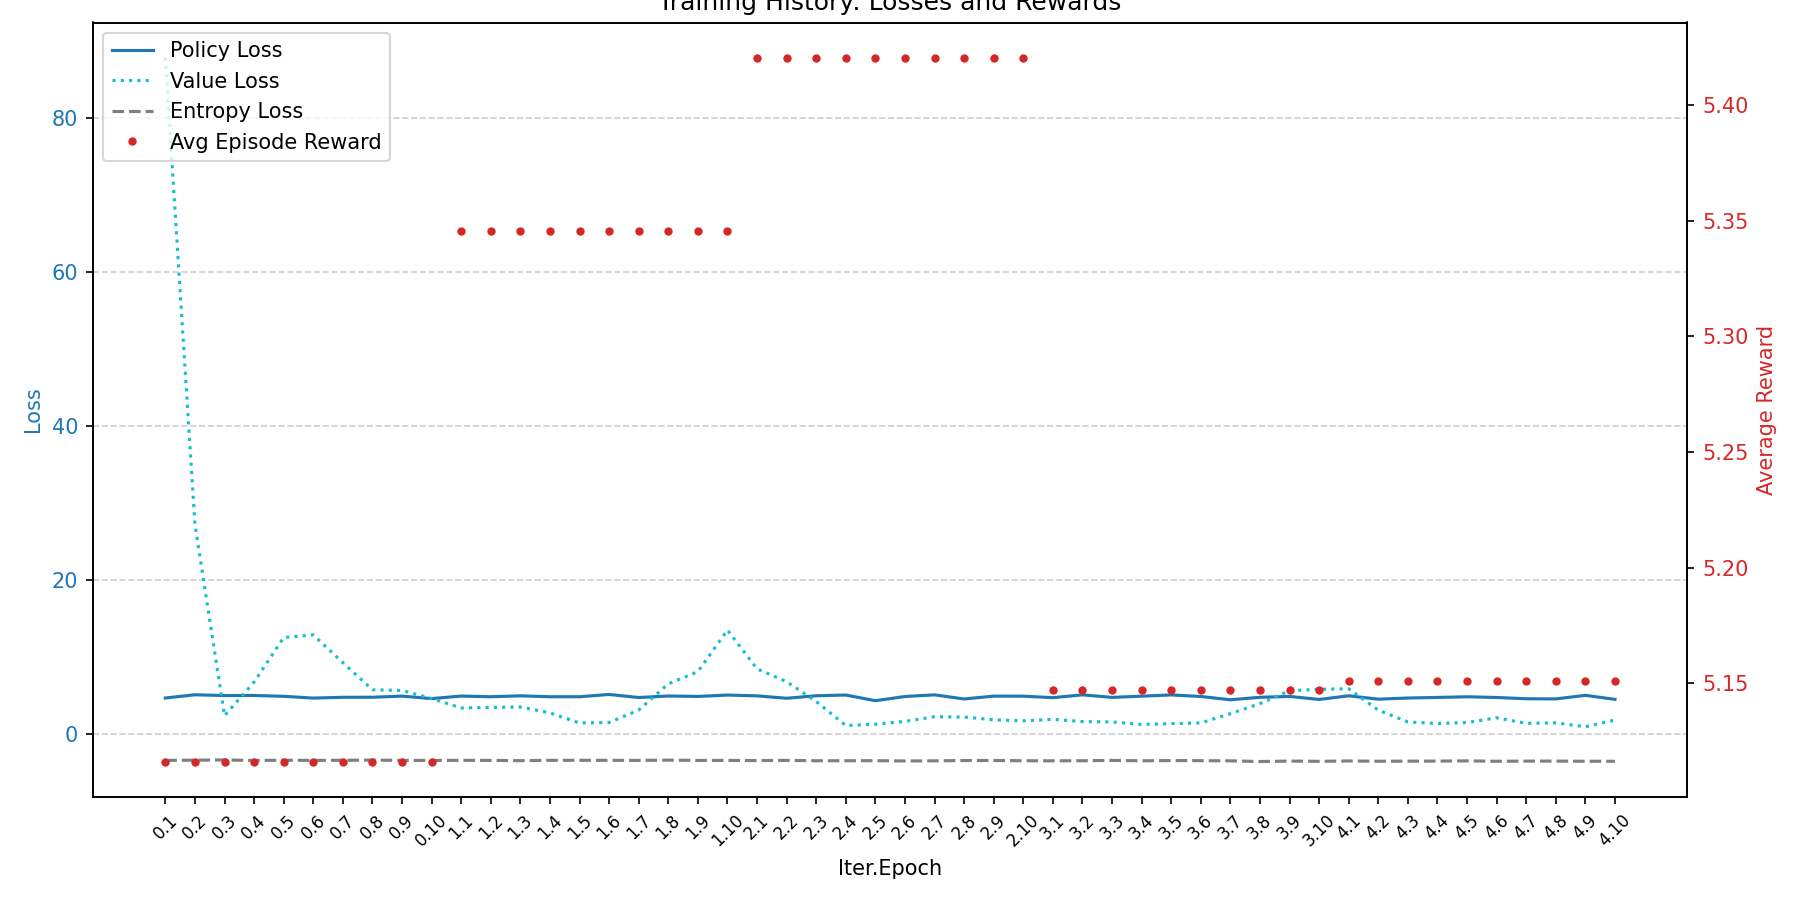 Training History: Losses and Rewards
Policy Loss
Value Loss
Entropy Loss
Avg Episode Reward
80
60
40
20
0
Loss
5.40
5.35
5.30
5.25
5.20
5.15
Average Reward
0.1 0.2 0.3 0.4 0.5 0.6 0.7 0.8 0.9 0.10 1.1 1.2 1.3 1.4 1.5 1.6 1.7 1.8 1.9 1.10 2.1 2.2 2.3 2.4 2.5 2.6 2.7 2.8 2.9 2.10 3.1 3.2 3.3 3.4 3.5 3.6 3.7 3.8 3.9 3.10 4.1 4.2 4.3 4.4 4.5 4.6 4.7 4.8 4.9 4.10
Iter.Epoch